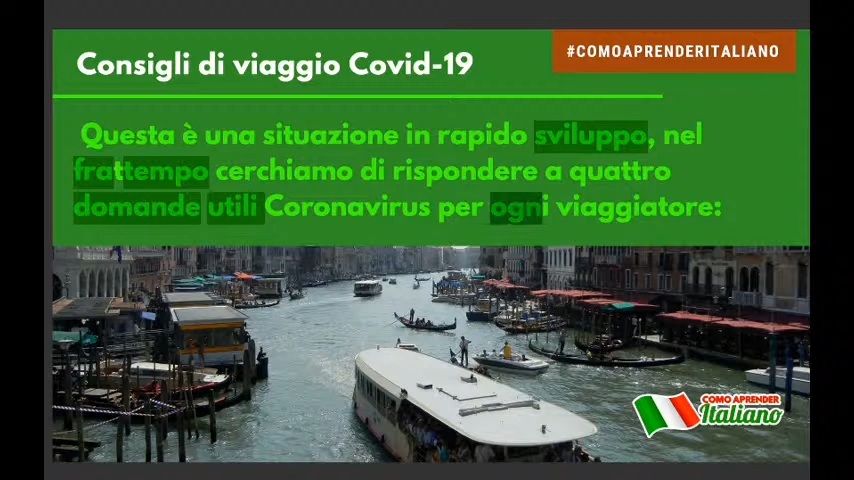 Consigli di viaggio Covid-19
#COMOAPRENDERITALIANO
Questa è una situazione in rapido sviluppo, nel
frattempo cerchiamo di rispondere a quattro
domande utili Coronavirus per ogni viaggiatore:
COMO APRENDER
Italiano